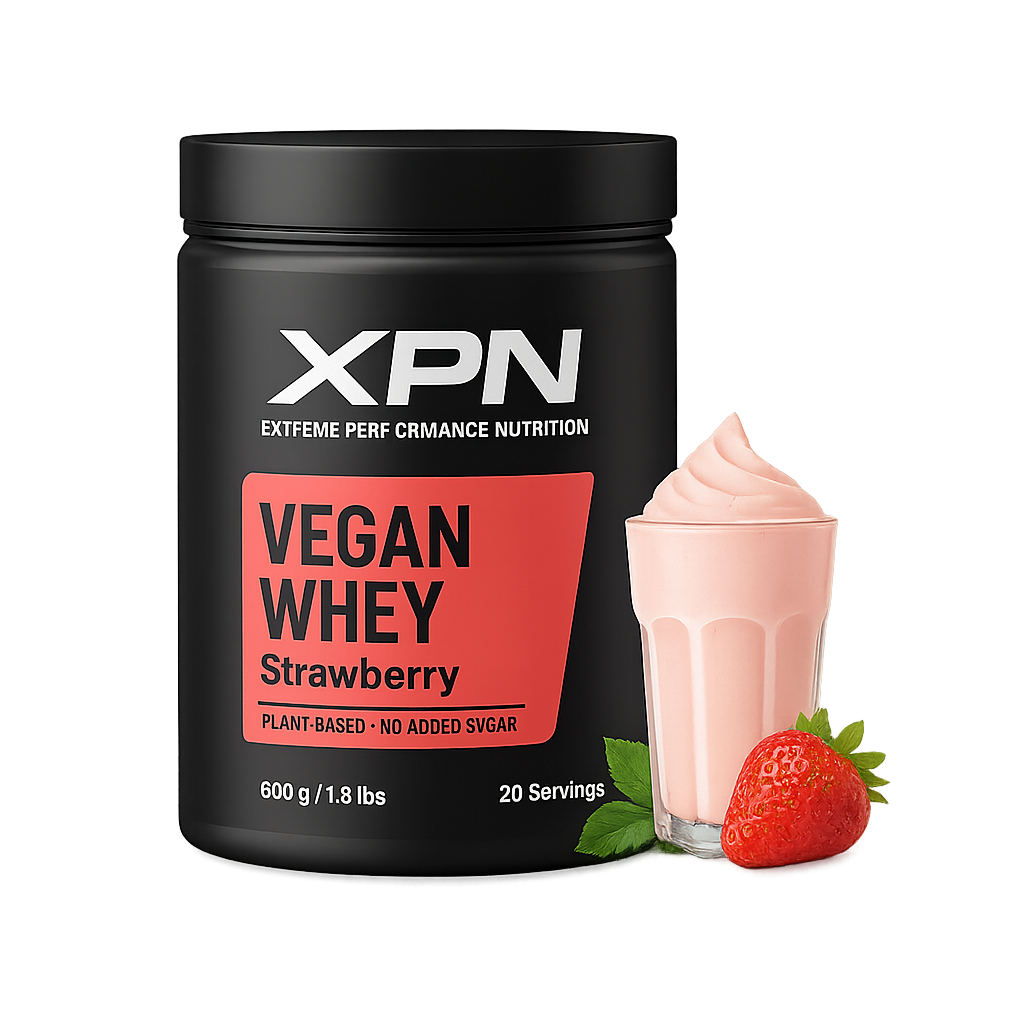 XPN
EXTFEME PERF CRMANCE NUTRITION
VEGAN
WHEY
Strawberry
PLANT-BASED · NO ADDED SVGAR
600 g / 1.8 lbs
20 Servings